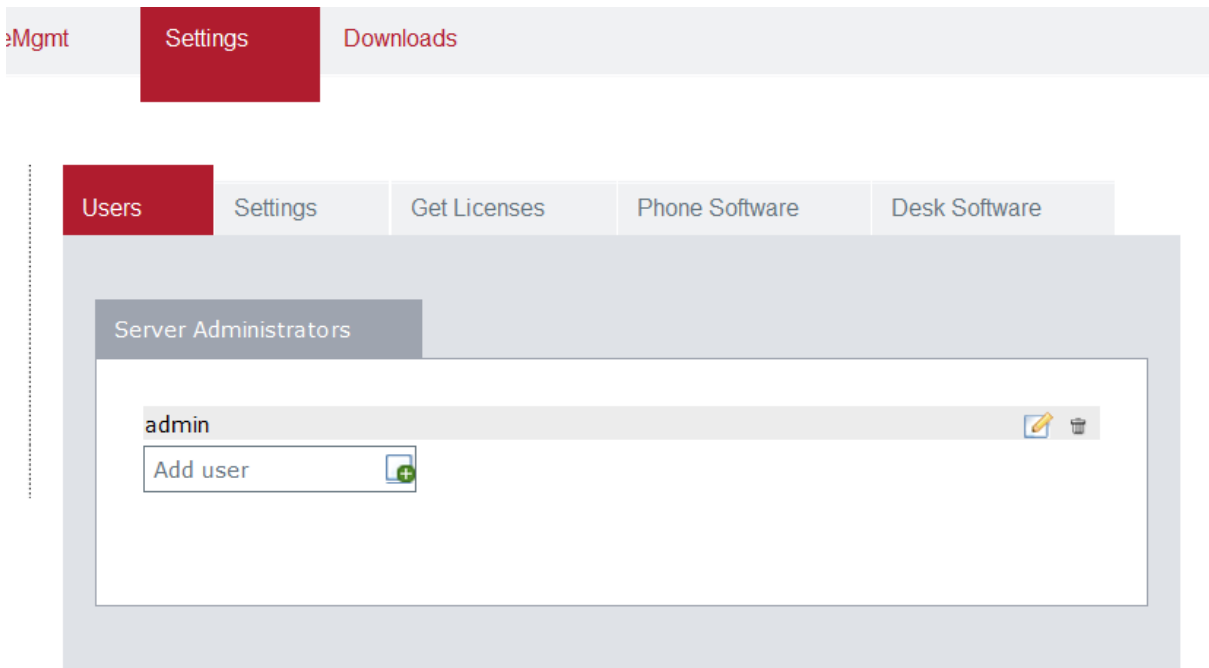 eMgmt Settings Downloads
Users Settings Get Licenses Phone Software Desk Software
Server Administrators
admin
Add user